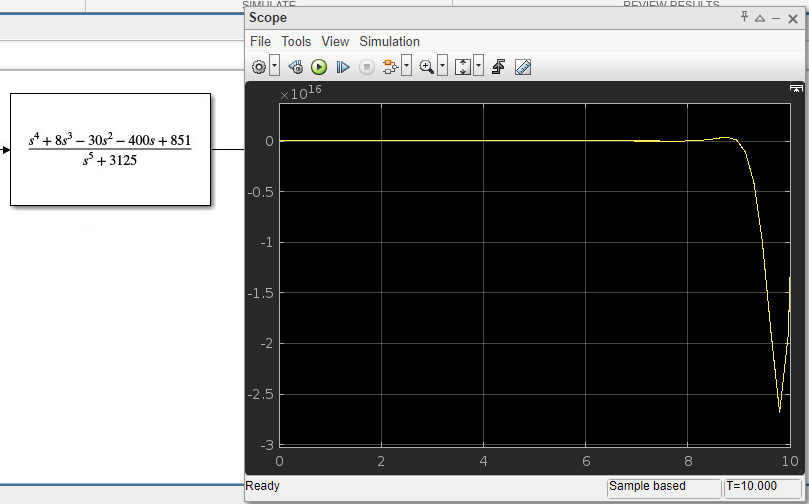 SIMULATE
REVIEW RESULTS
Scope
File Tools View Simulation
s⁴ + 8s³ − 30s² − 400s + 851
s⁵ + 3125
×10¹⁶
0
-0.5
-1
-1.5
-2
-2.5
-3
0 2 4 6 8 10
Ready Sample based T=10.000